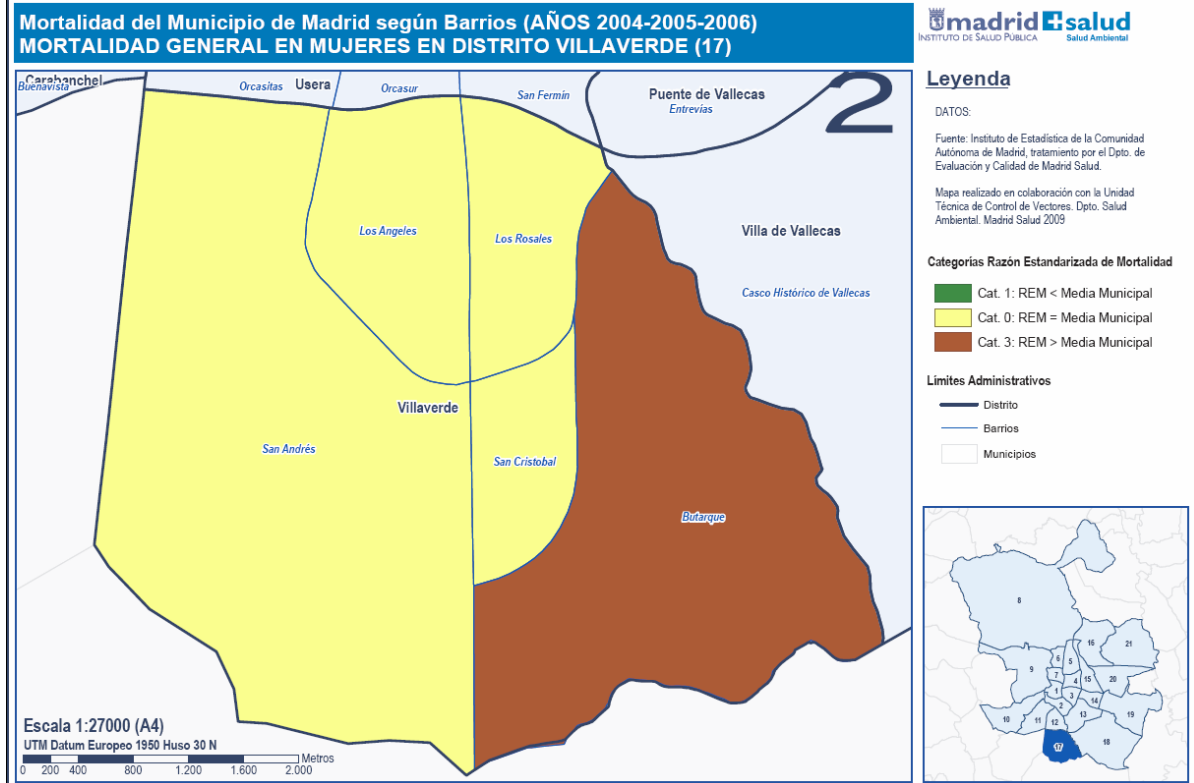 Mortalidad del Municipio de Madrid según Barrios (AÑOS 2004-2005-2006)
MORTALIDAD GENERAL EN MUJERES EN DISTRITO VILLAVERDE (17)
madrid salud
INSTITUTO DE SALUD PÚBLICA
Salud Ambiental
Carabanchel
Buenavista
Orcasitas
Usera
Orcasur
San Fermín
Puente de Vallecas
Entrevías
2
Los Angeles
Los Rosales
Villa de Vallecas
Casco Histórico de Vallecas
Villaverde
San Andrés
San Cristobal
Butarque
Escala 1:27000 (A4)
UTM Datum Europeo 1950 Huso 30 N
Metros
0 200 400 800 1.200 1.600 2.000
Leyenda
DATOS:
Fuente: Instituto de Estadística de la Comunidad
Autónoma de Madrid, tratamiento por el Dpto. de
Evaluación y Calidad de Madrid Salud.
Mapa realizado en colaboración con la Unidad
Técnica de Control de Vectores. Dpto. Salud
Ambiental. Madrid Salud 2009
Categorías Razón Estandarizada de Mortalidad
Cat. 1: REM < Media Municipal
Cat. 0: REM = Media Municipal
Cat. 3: REM > Media Municipal
Límites Administrativos
Distrito
Barrios
Municipios
8
16
21
9
6
5
7
4
15
20
1
3
14
2
10
11
12
13
19
17
18